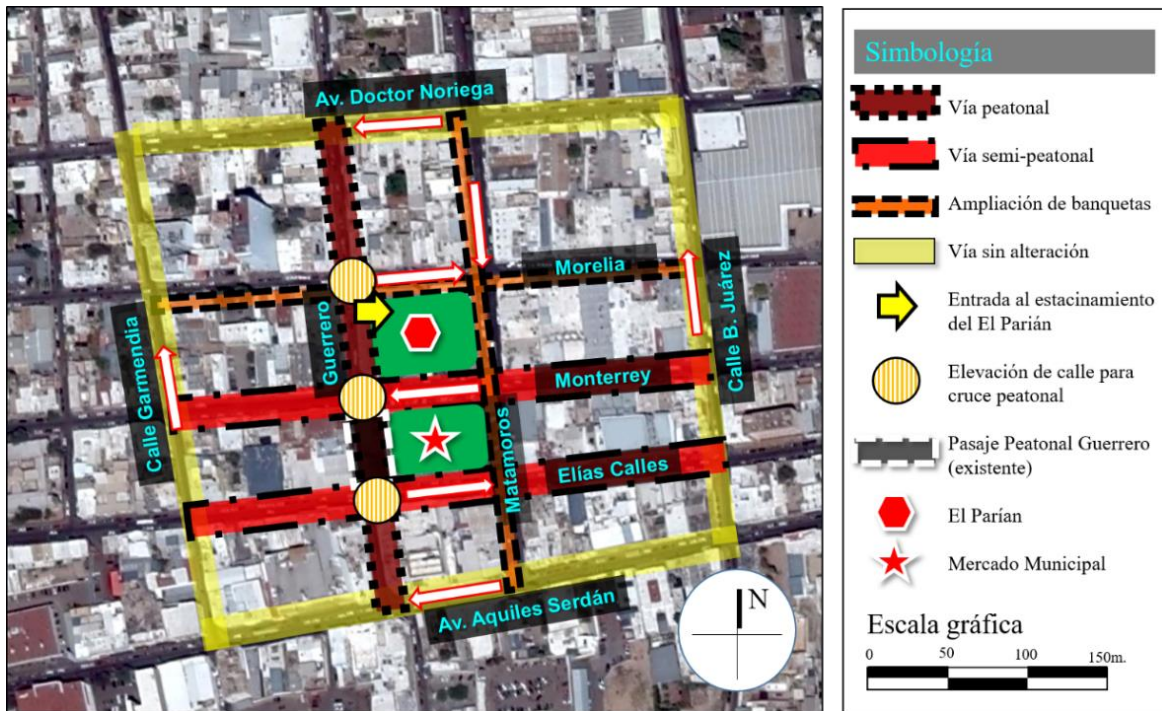 Av. Doctor Noriega
Morelia
Guerrero
Calle B. Juárez
Monterrey
Calle Garmendia
Matamoros
Elías Calles
Av. Aquiles Serdán
N
Simbología
Vía peatonal
Vía semi-peatonal
Ampliación de banquetas
Vía sin alteración
Entrada al estacinamiento
del El Parián
Elevación de calle para
cruce peatonal
Pasaje Peatonal Guerrero
(existente)
El Parían
Mercado Municipal
Escala gráfica
0 50 100 150m.